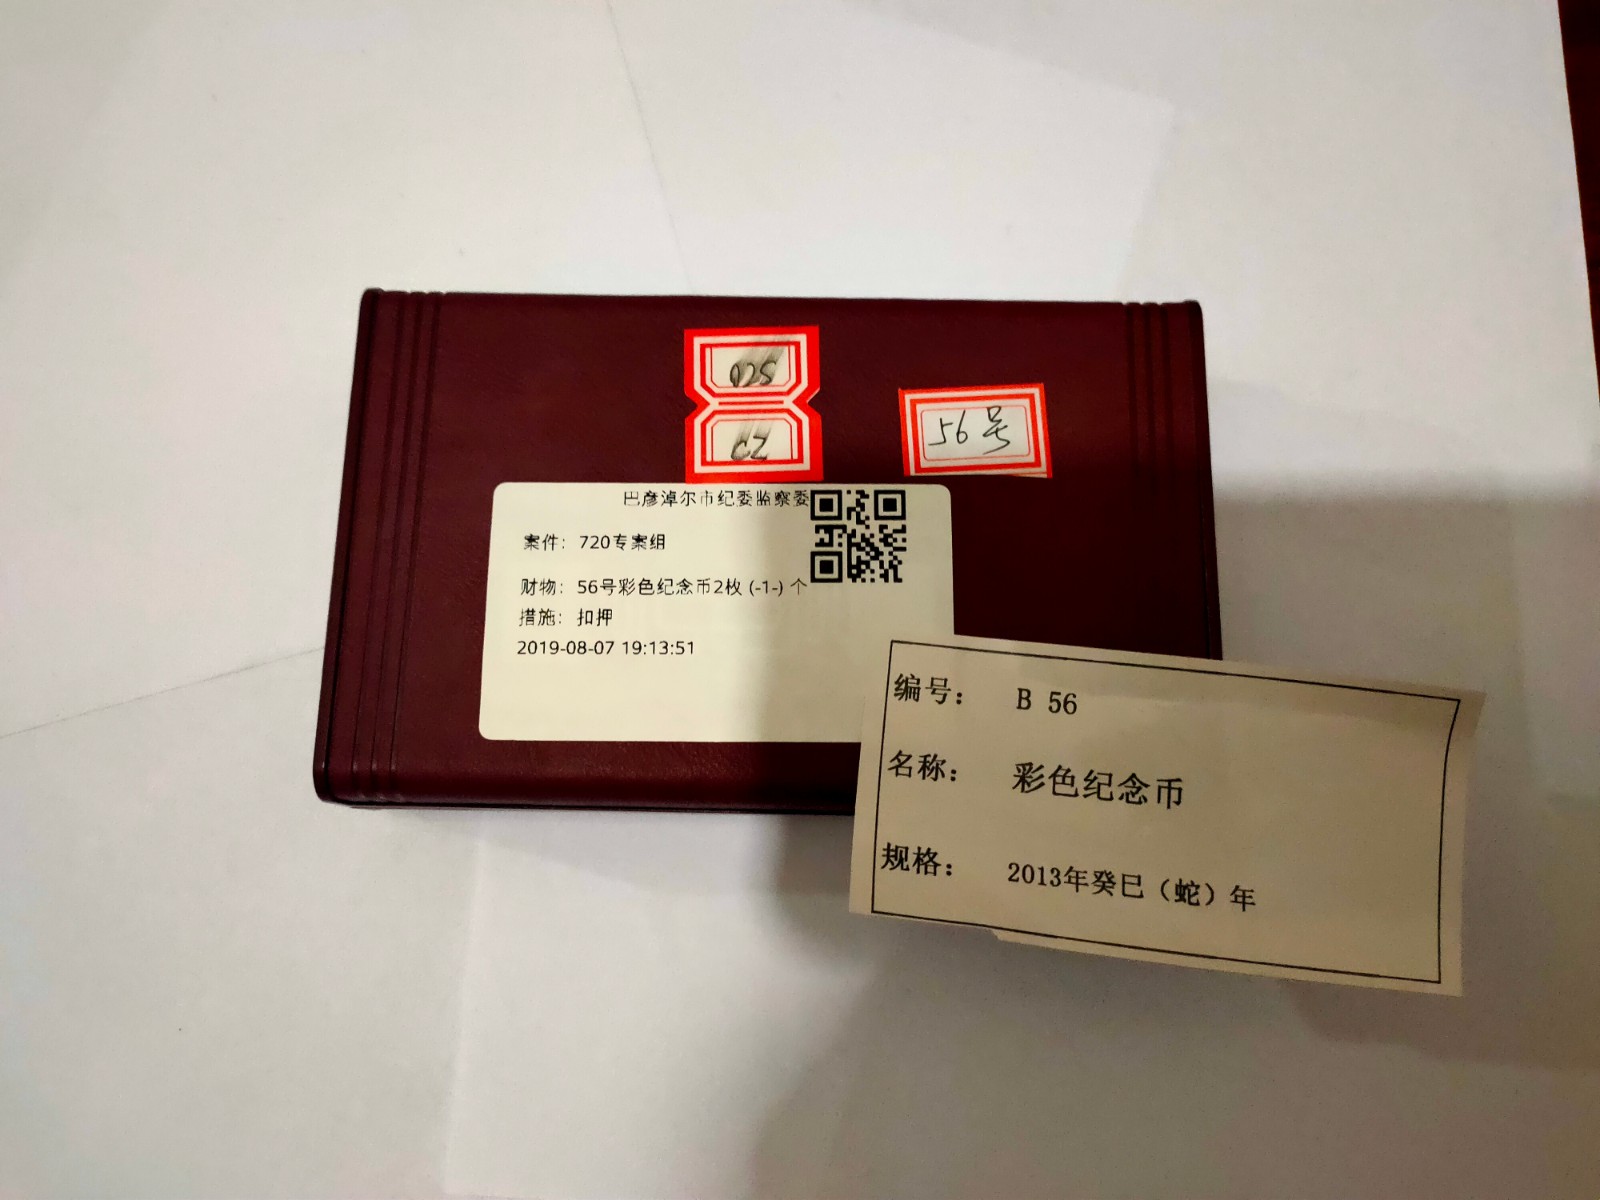 025
CZ
56号
巴彦淖尔市纪委监察委
案件：720专案组
财物：56号彩色纪念币2枚 (-1-) 个
措施：扣押
2019-08-07 19:13:51
编号： B 56
名称： 彩色纪念币
规格： 2013年癸巳（蛇）年